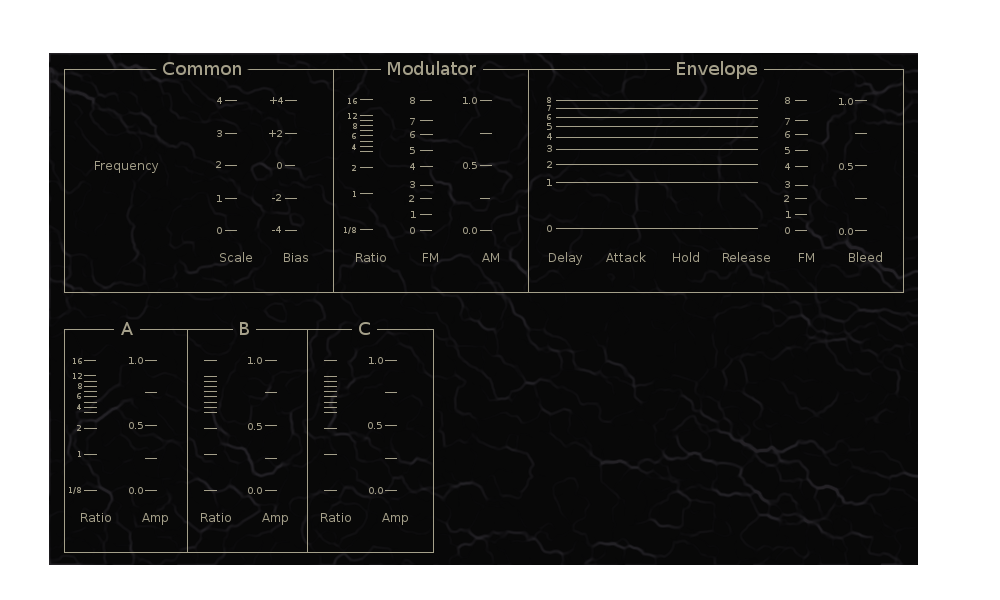 Common Modulator Envelope
4 +4 16 8 1.0 8 8 1.0
12 7 7 7
8 6 6
3 +2 6 6 5 6
4 5 4 5
2 0 2 4 0.5 3 4 0.5
Frequency
1 3 2 3
1 -2 2 1 2
1 1
0 -4 1/8 0 0.0 0 0 0.0
Scale Bias Ratio FM AM Delay Attack Hold Release FM Bleed
A B C
16 1.0 1.0 1.0
12
8
6
4
2 0.5 0.5 0.5
1
1/8 0.0 0.0 0.0
Ratio Amp Ratio Amp Ratio Amp